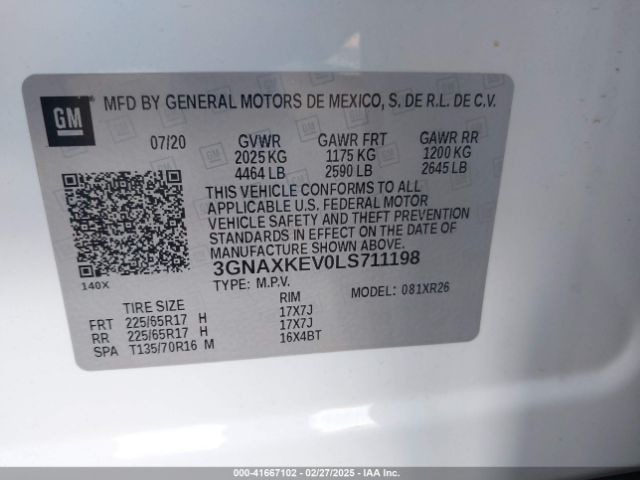 GM
MFD BY GENERAL MOTORS DE MEXICO, S. DE R.L. DE C.V.
07/20 GVWR GAWR FRT GAWR RR
2025 KG 1175 KG 1200 KG
4464 LB 2590 LB 2645 LB
THIS VEHICLE CONFORMS TO ALL
APPLICABLE U.S. FEDERAL MOTOR
VEHICLE SAFETY AND THEFT PREVENTION
STANDARDS IN EFFECT ON THE DATE OF
MANUFACTURE SHOWN ABOVE.
3GNAXKEV0LS711198
140X TYPE: M.P.V.
MODEL: 081XR26
TIRE SIZE RIM
FRT 225/65R17 H 17X7J
RR 225/65R17 H 17X7J
SPA T135/70R16 M 16X4BT
000-41667102 - 02/27/2025 - IAA Inc.